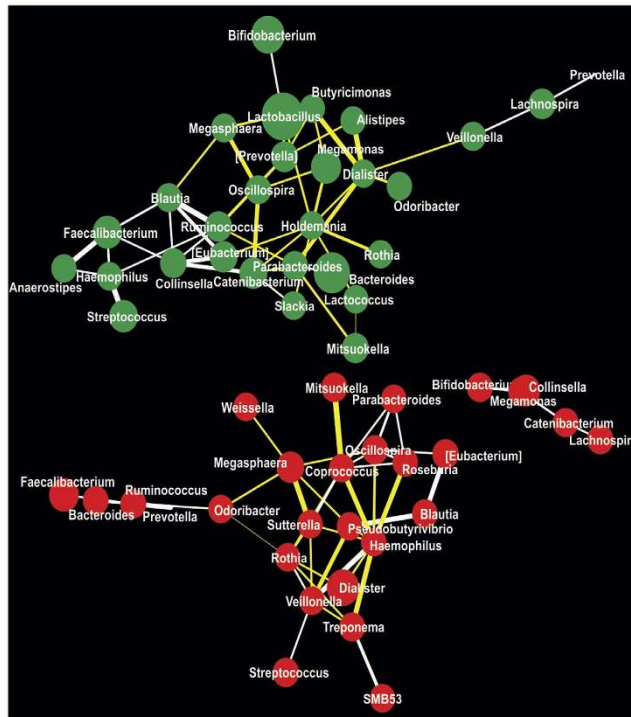 Bifidobacterium
Prevotella
Butyricimonas
Lachnospira
Lactobacillus
Alistipes
Megasphaera
Veillonella
Megamonas
[Prevotella]
Dialister
Oscillospira
Odoribacter
Blautia
Holdemania
Ruminococcus
Faecalibacterium
[Eubacterium]
Rothia
Parabacteroides
Anaerostipes
Haemophilus
Collinsella
Catenibacterium
Bacteroides
Slackia
Lactococcus
Streptococcus
Mitsuokella
Mitsuokella
Bifidobacterium
Collinsella
Parabacteroides
Megamonas
Weissella
Catenibacterium
Lachnospira
Oscillospira
[Eubacterium]
Megasphaera
Coprococcus
Roseburia
Faecalibacterium
Ruminococcus
Bacteroides
Prevotella
Odoribacter
Blautia
Sutterella
Pseudobutyrivibrio
Haemophilus
Rothia
Dialister
Veillonella
Treponema
Streptococcus
SMB53